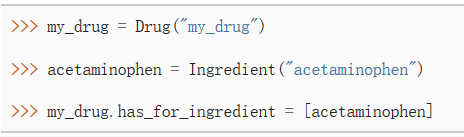 >>> my_drug = Drug("my_drug")
>>> acetaminophen = Ingredient("acetaminophen")
>>> my_drug.has_for_ingredient = [acetaminophen]